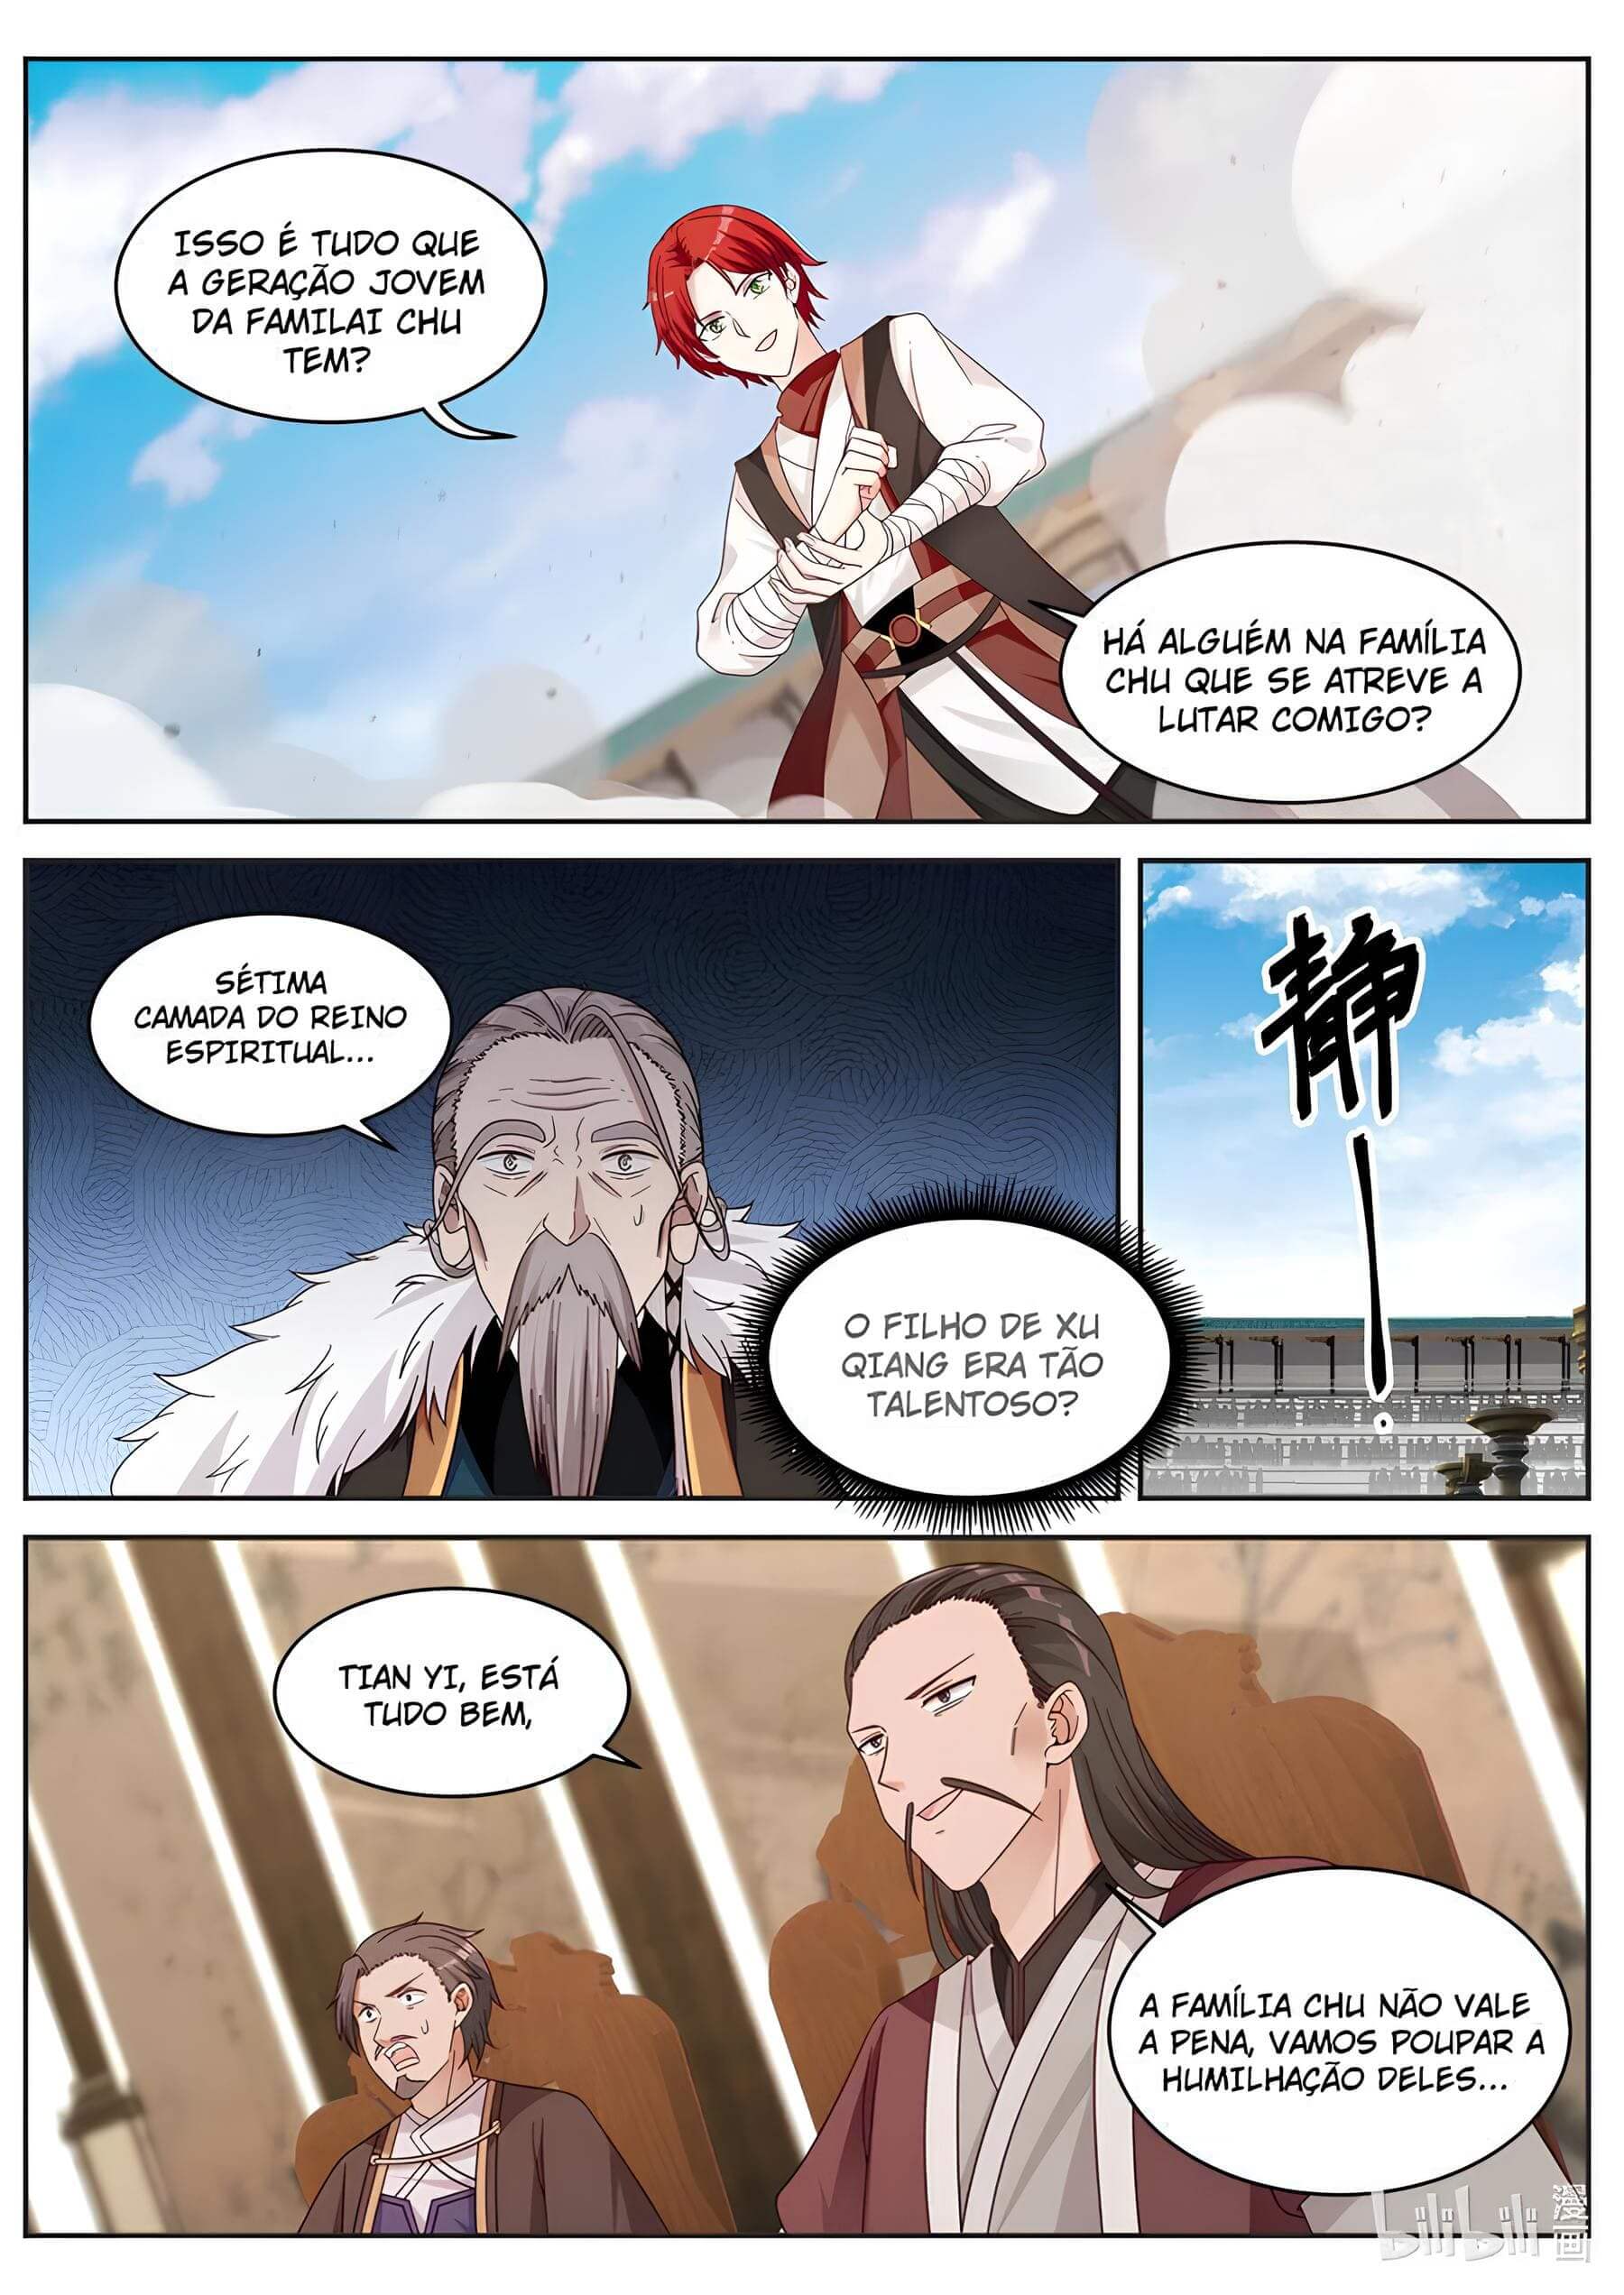 ISSO É TUDO QUE
A GERAÇÃO JOVEM
DA FAMILAI CHU
TEM?
HÁ ALGUÉM NA FAMÍLIA
CHU QUE SE ATREVE A
LUTAR COMIGO?
SÉTIMA
CAMADA DO REINO
ESPIRITUAL...
O FILHO DE XU
QIANG ERA TÃO
TALENTOSO?
静—
TIAN YI, ESTÁ
TUDO BEM,
A FAMÍLIA CHU NÃO VALE
A PENA, VAMOS POUPAR A
HUMILHAÇÃO DELES...
bilibili 漫画